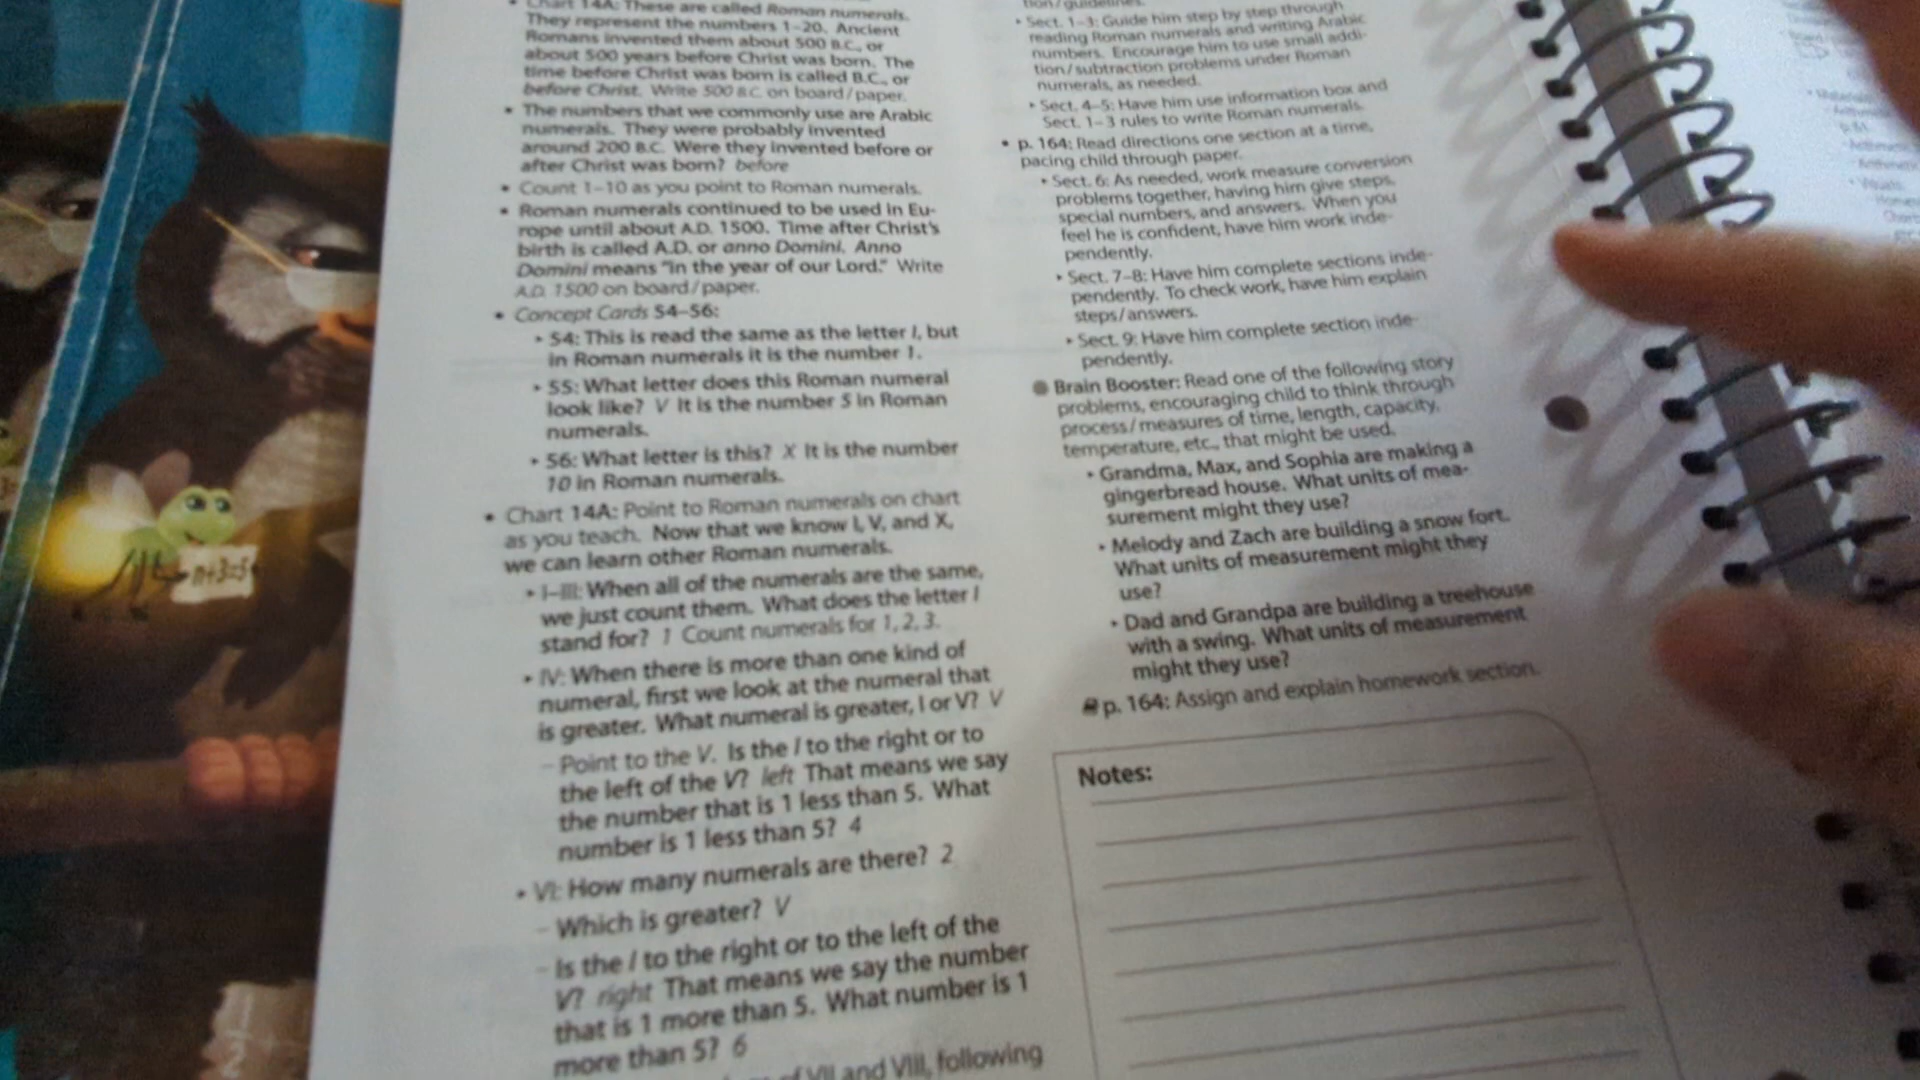 Chart 14A: These are called Roman numerals.
They represent the numbers 1–20. Ancient
Romans invented them about 500 B.C., or
about 500 years before Christ was born. The
time before Christ was born is called B.C., or
before Christ. Write 500 B.C. on board/paper.
• The numbers that we commonly use are Arabic
numerals. They were probably invented
around 200 B.C. Were they invented before or
after Christ was born? before
• Count 1–10 as you point to Roman numerals.
• Roman numerals continued to be used in Eu-
rope until about A.D. 1500. Time after Christ's
birth is called A.D. or anno Domini. Anno
Domini means "in the year of our Lord." Write
A.D. 1500 on board/paper.
• Concept Cards 54–56:
• 54: This is read the same as the letter I, but
in Roman numerals it is the number 1.
• 55: What letter does this Roman numeral
look like? V It is the number 5 in Roman
numerals.
• 56: What letter is this? X It is the number
10 in Roman numerals.
• Chart 14A: Point to Roman numerals on chart
as you teach. Now that we know I, V, and X,
we can learn other Roman numerals.
• I–III: When all of the numerals are the same,
we just count them. What does the letter I
stand for? 1 Count numerals for 1, 2, 3.
• IV: When there is more than one kind of
numeral, first we look at the numeral that
is greater. What numeral is greater, I or V? V
– Point to the V. Is the I to the right or to
the left of the V? left That means we say
the number that is 1 less than 5. What
number is 1 less than 5? 4
• VI: How many numerals are there? 2
– Which is greater? V
– Is the I to the right or to the left of the
V? right That means we say the number
that is 1 more than 5. What number is 1
more than 5? 6
of VII and VIII, following
tion/guidelines.
• Sect. 1–3: Guide him step by step through
reading Roman numerals and writing Arabic
numbers. Encourage him to use small addi-
tion/subtraction problems under Roman
numerals, as needed.
• Sect. 4–5: Have him use information box and
Sect. 1–3 rules to write Roman numerals.
• p. 164: Read directions one section at a time,
pacing child through paper.
• Sect. 6: As needed, work measure conversion
problems together, having him give steps,
special numbers, and answers. When you
feel he is confident, have him work inde-
pendently.
• Sect. 7–8: Have him complete sections inde-
pendently. To check work, have him explain
steps/answers.
• Sect. 9: Have him complete section inde-
pendently.
Brain Booster: Read one of the following story
problems, encouraging child to think through
process/measures of time, length, capacity,
temperature, etc., that might be used.
• Grandma, Max, and Sophia are making a
gingerbread house. What units of mea-
surement might they use?
• Melody and Zach are building a snow fort.
What units of measurement might they
use?
• Dad and Grandpa are building a treehouse
with a swing. What units of measurement
might they use?
p. 164: Assign and explain homework section.
Notes:
n+3=5
1
2